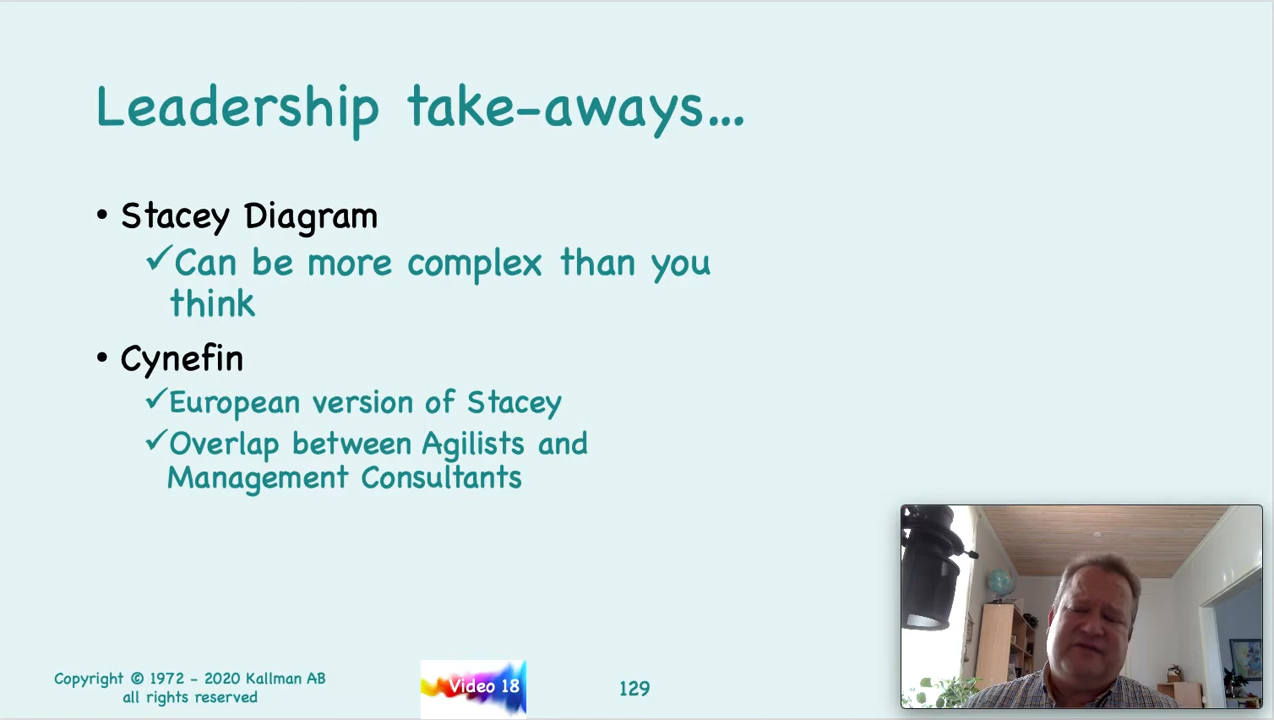 Leadership take-aways...
• Stacey Diagram
✓Can be more complex than you
think
• Cynefin
✓European version of Stacey
✓Overlap between Agilists and
Management Consultants
Copyright © 1972 - 2020 Kallman AB
all rights reserved
Video 18
129